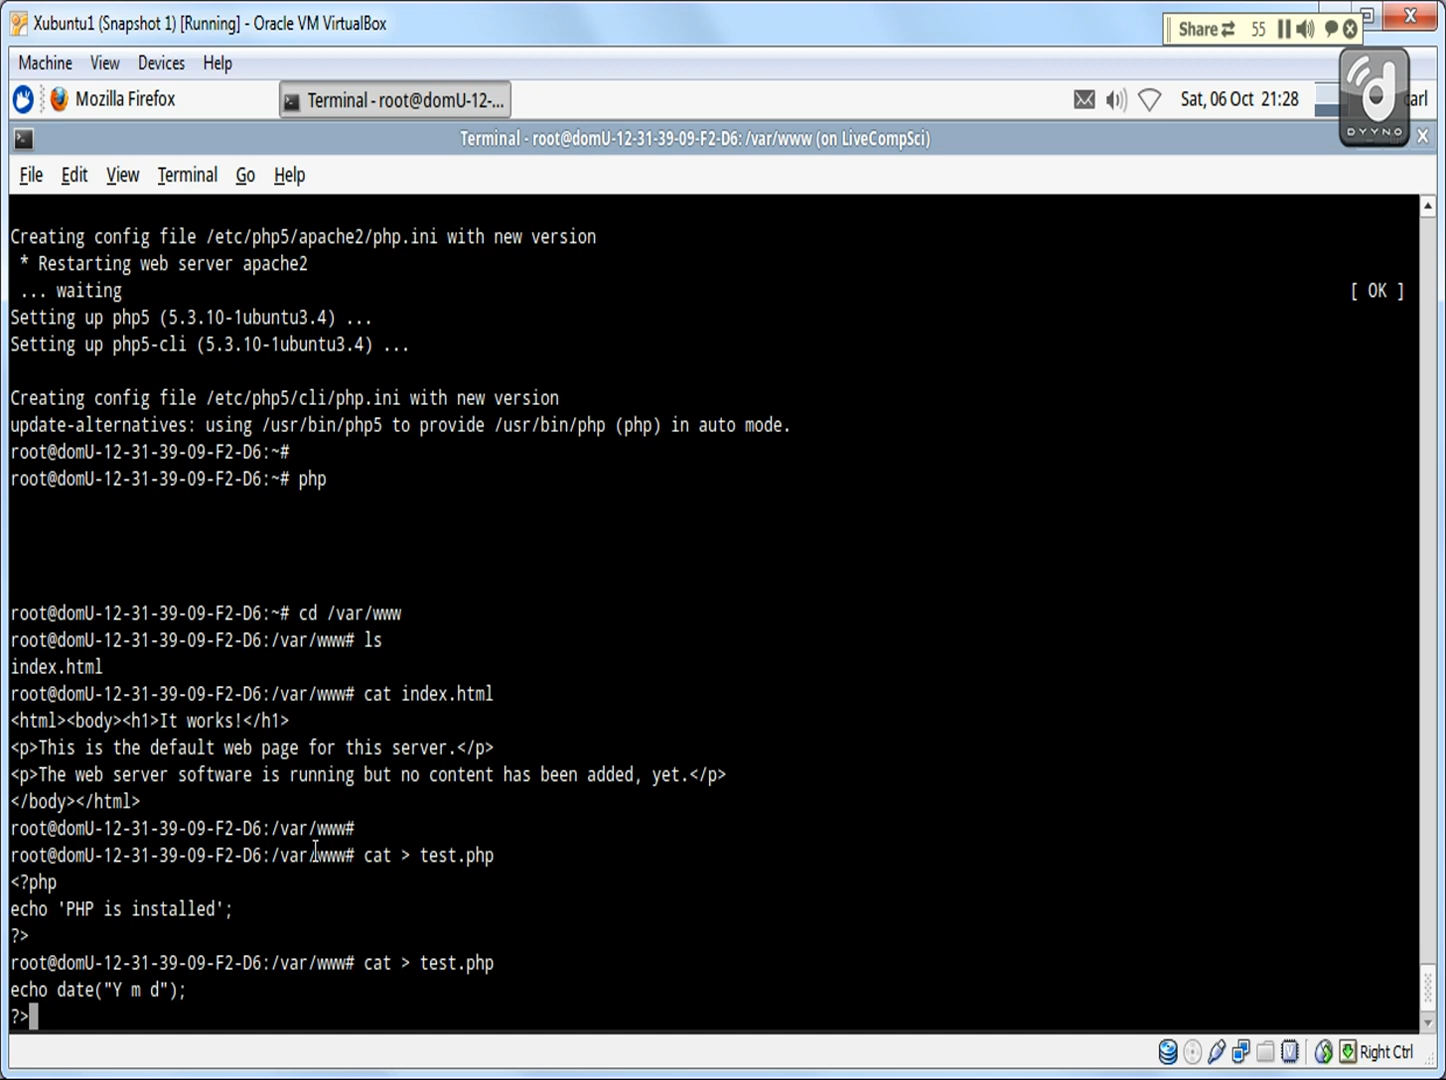 Xubuntu1 (Snapshot 1) [Running] - Oracle VM VirtualBox
Share 55
Machine View Devices Help
Mozilla Firefox Terminal - root@domU-12-... Sat, 06 Oct 21:28 carl
DYYNO
Terminal - root@domU-12-31-39-09-F2-D6: /var/www (on LiveCompSci)
File Edit View Terminal Go Help
Creating config file /etc/php5/apache2/php.ini with new version
* Restarting web server apache2
... waiting [ OK ]
Setting up php5 (5.3.10-1ubuntu3.4) ...
Setting up php5-cli (5.3.10-1ubuntu3.4) ...
Creating config file /etc/php5/cli/php.ini with new version
update-alternatives: using /usr/bin/php5 to provide /usr/bin/php (php) in auto mode.
root@domU-12-31-39-09-F2-D6:~#
root@domU-12-31-39-09-F2-D6:~# php
root@domU-12-31-39-09-F2-D6:~# cd /var/www
root@domU-12-31-39-09-F2-D6:/var/www# ls
index.html
root@domU-12-31-39-09-F2-D6:/var/www# cat index.html
<html><body><h1>It works!</h1>
<p>This is the default web page for this server.</p>
<p>The web server software is running but no content has been added, yet.</p>
</body></html>
root@domU-12-31-39-09-F2-D6:/var/www#
root@domU-12-31-39-09-F2-D6:/var/www# cat > test.php
<?php
echo 'PHP is installed';
?>
root@domU-12-31-39-09-F2-D6:/var/www# cat > test.php
echo date("Y m d");
?>
Right Ctrl